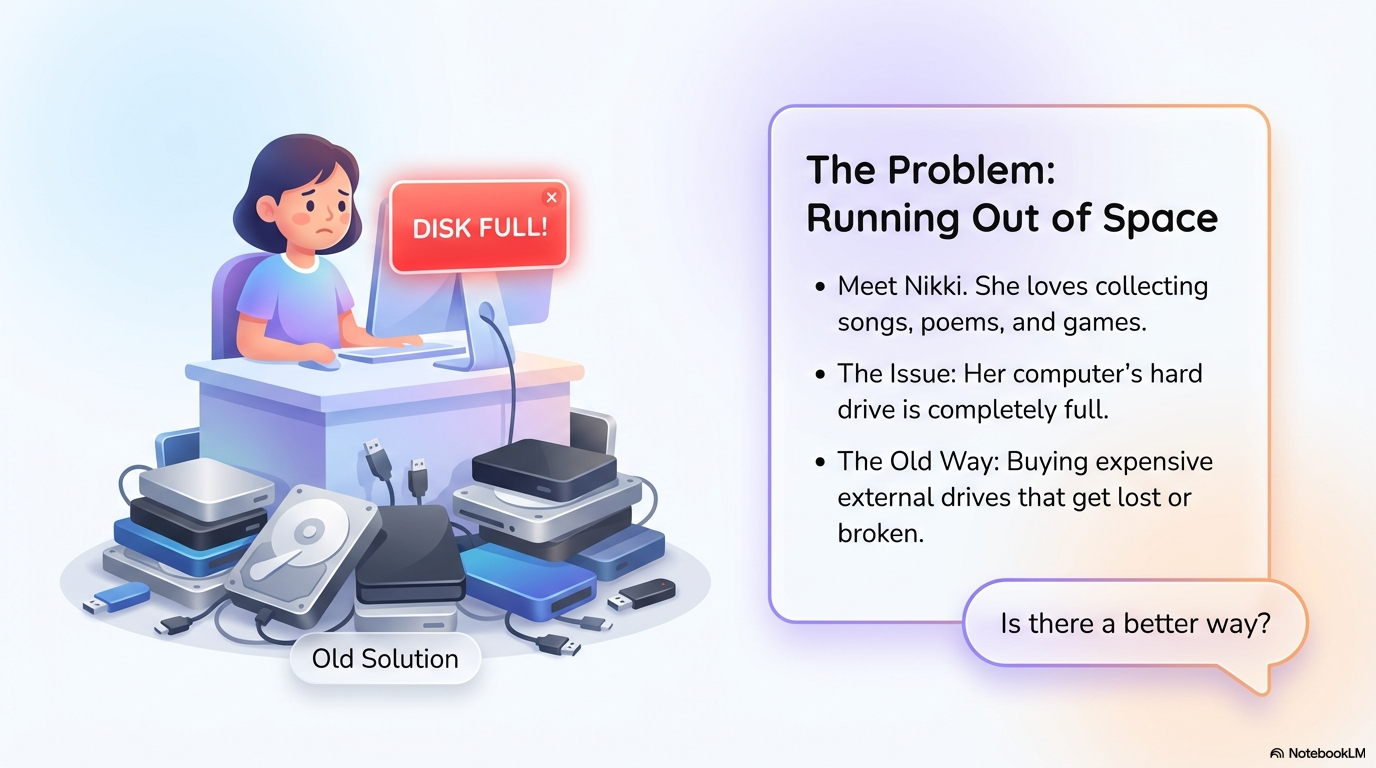 DISK FULL!
Old Solution
The Problem:
Running Out of Space
• Meet Nikki. She loves collecting
songs, poems, and games.
• The Issue: Her computer’s hard
drive is completely full.
• The Old Way: Buying expensive
external drives that get lost or
broken.
Is there a better way?
NotebookLM